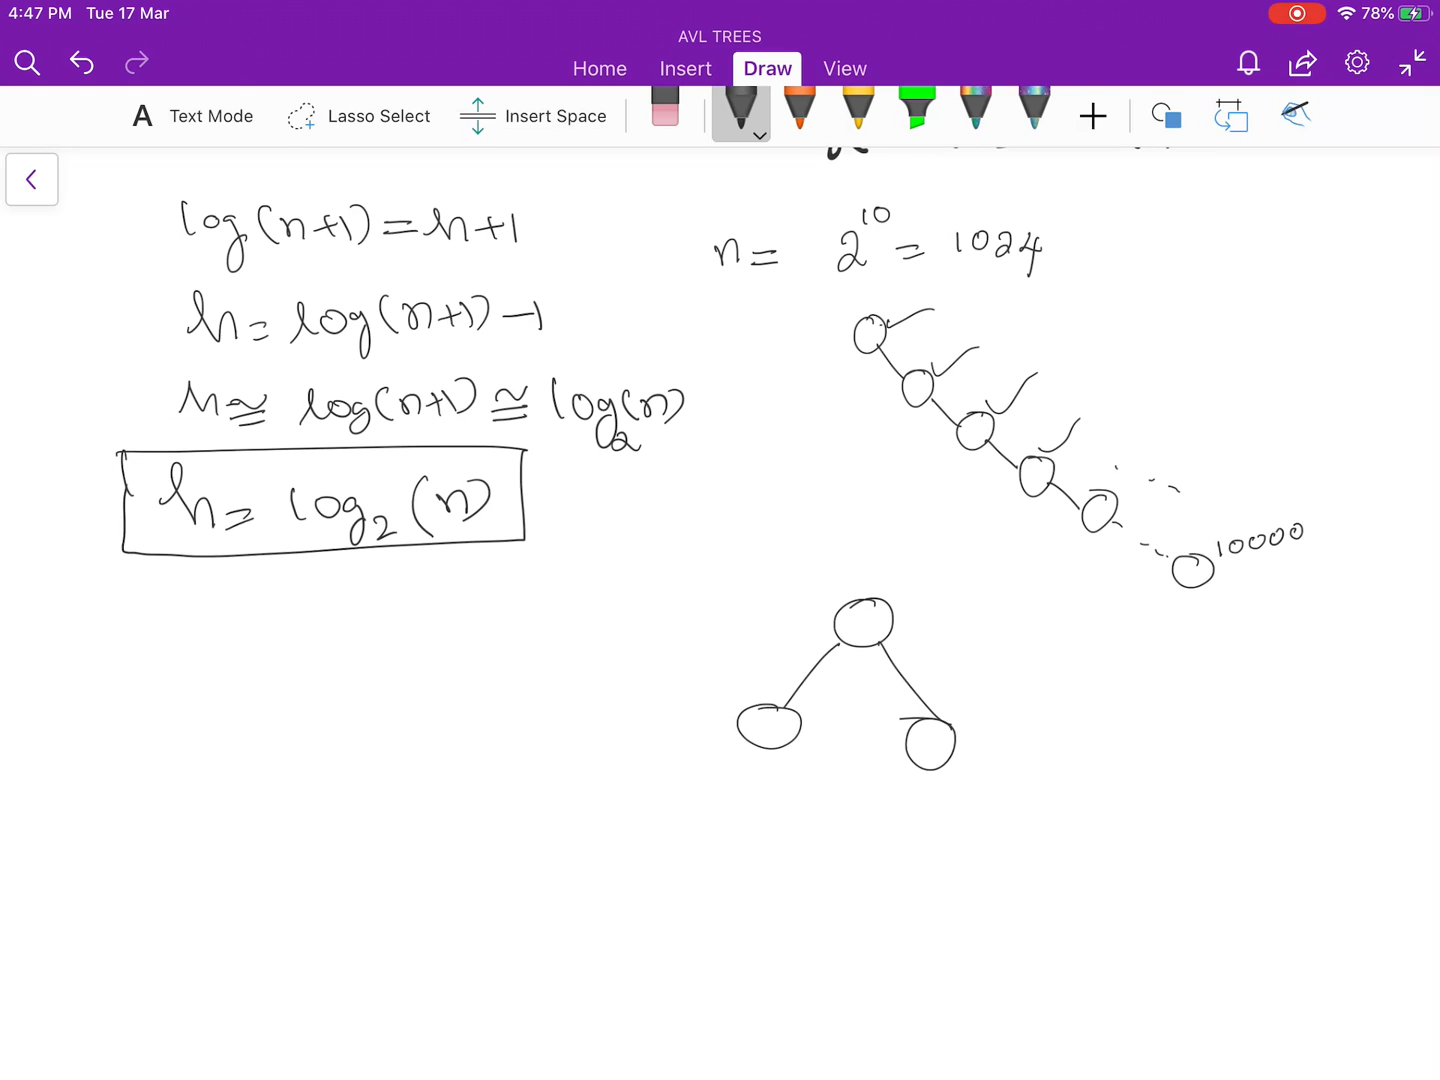 4:47 PM Tue 17 Mar 78%
AVL TREES
Home Insert Draw View
A Text Mode Lasso Select Insert Space
log(n+1)=h+1
h=log(n+1)-1
h≅log(n+1)≅log₂(n)
h=log₂(n)
n= 2¹⁰=1024
10000